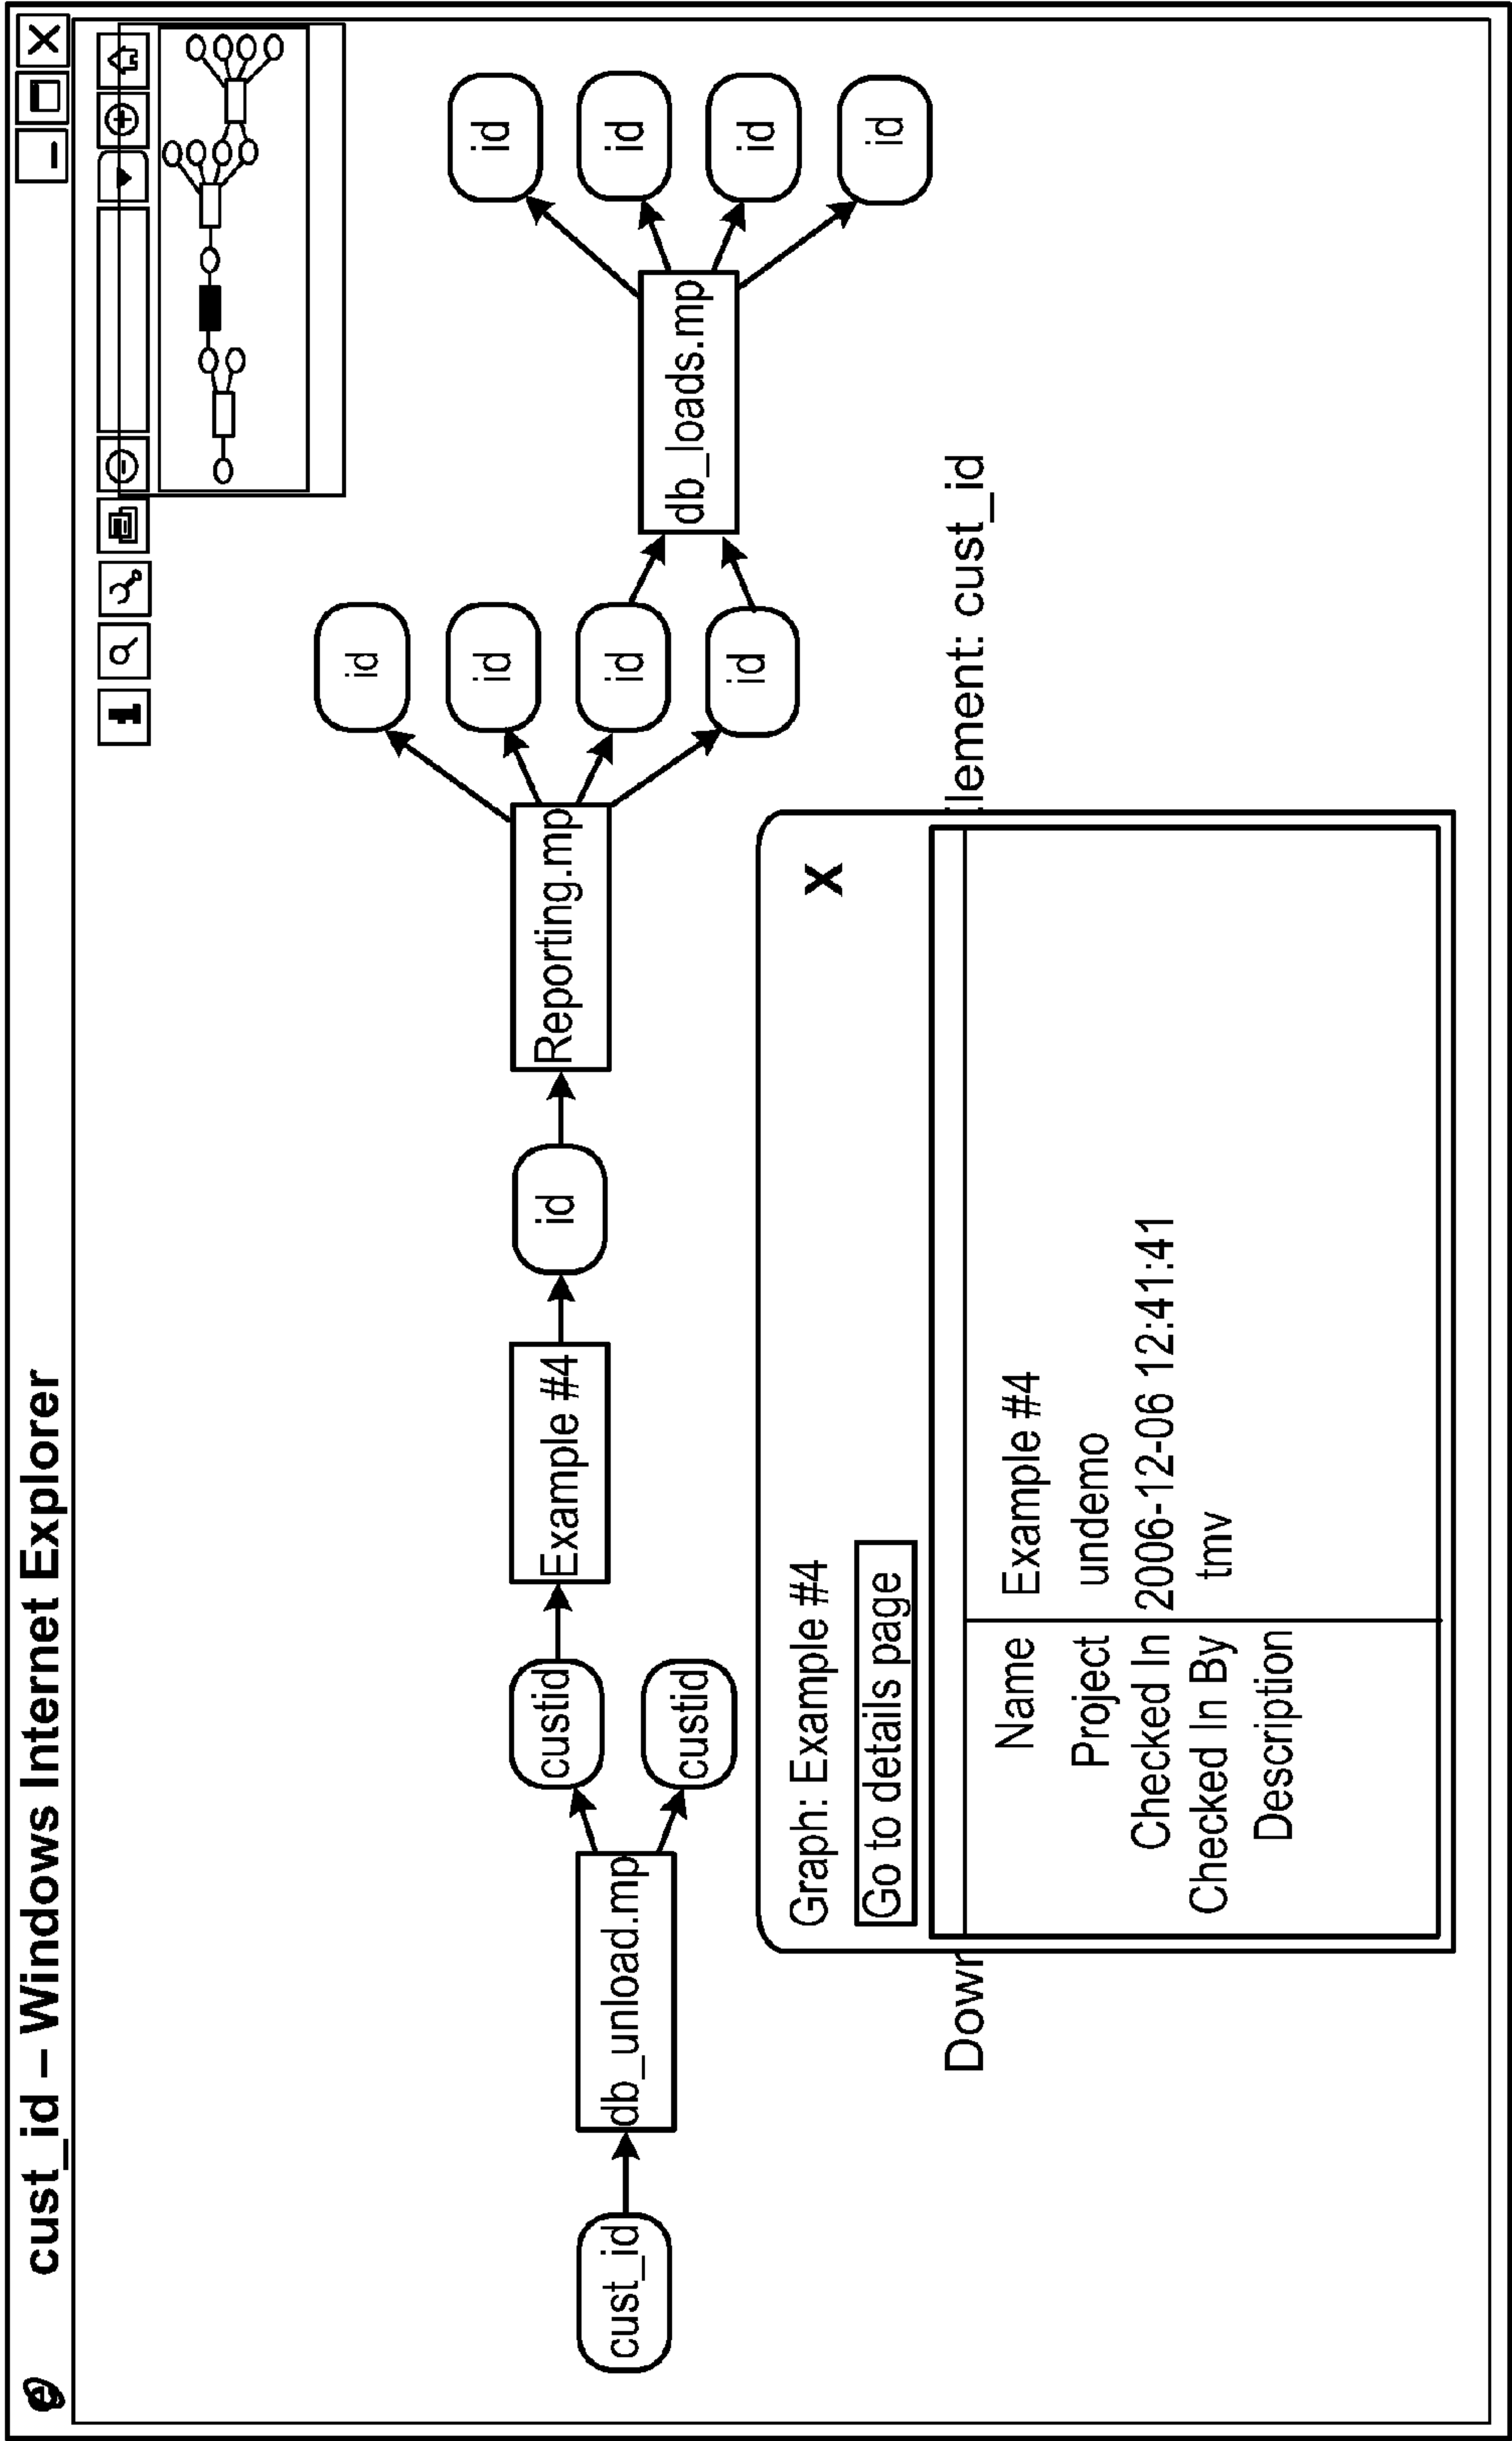 cust_id – Windows Internet Explorer
id
id
id
id
id
id
id
id
custid
Example #4
id
Reporting.mp
cust_id
db_unload.mp
custid
db_loads.mp
Graph: Example #4
X
Go to details page
Name Example #4
Project undemo
Checked In 2006-12-06 12:41:41
Checked In By tmv
Description
Down
lement: cust_id